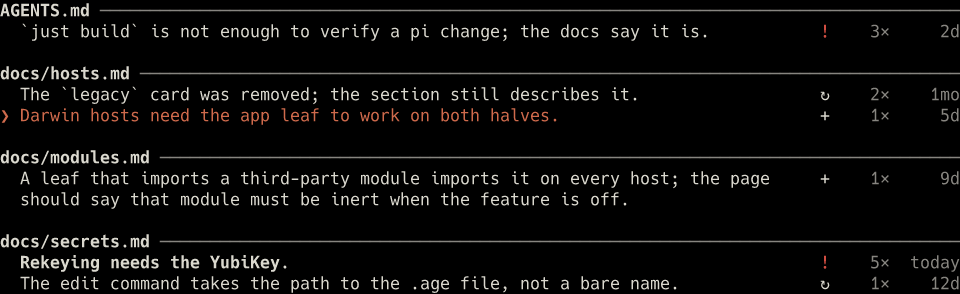 AGENTS.md
`just build` is not enough to verify a pi change; the docs say it is. ! 3× 2d
docs/hosts.md
The `legacy` card was removed; the section still describes it. ↻ 2× 1mo
❯ Darwin hosts need the app leaf to work on both halves. + 1× 5d
docs/modules.md
A leaf that imports a third-party module imports it on every host; the page + 1× 9d
should say that module must be inert when the feature is off.
docs/secrets.md
Rekeying needs the YubiKey. ! 5× today
The edit command takes the path to the .age file, not a bare name. ↻ 1× 12d